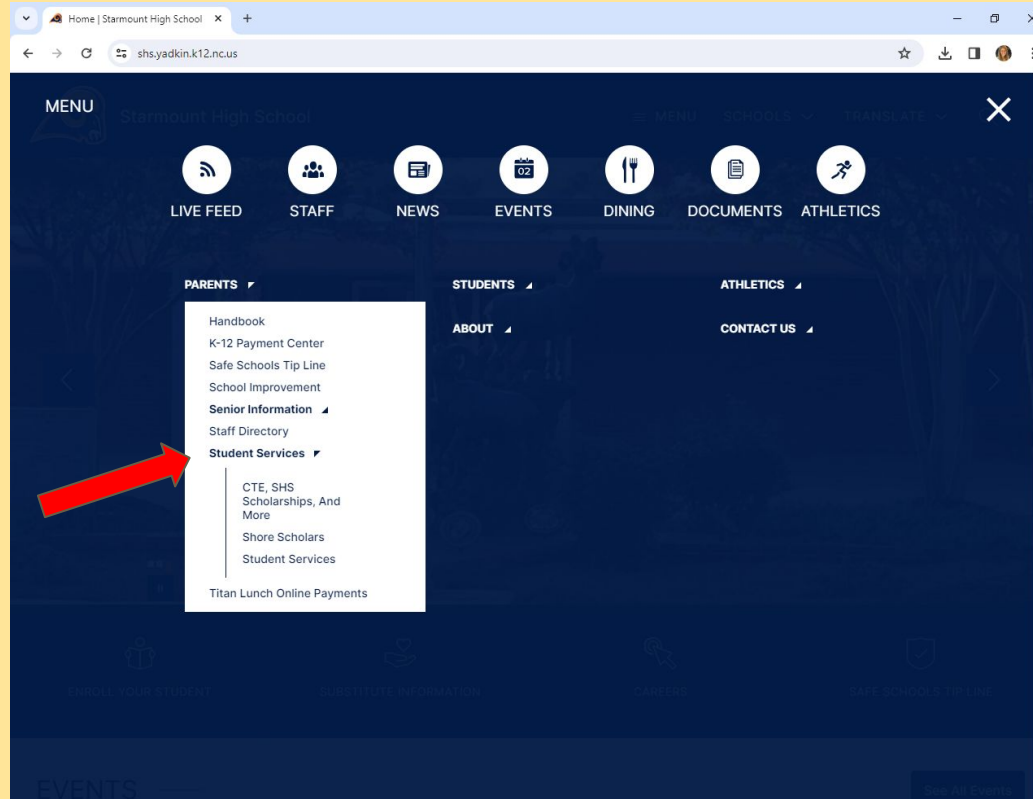 Home | Starmount High School
shs.yadkin.k12.nc.us
MENU
Starmount High School
MENU SCHOOLS TRANSLATE
02
LIVE FEED STAFF NEWS EVENTS DINING DOCUMENTS ATHLETICS
PARENTS STUDENTS ATHLETICS
Handbook
ABOUT CONTACT US
K-12 Payment Center
Safe Schools Tip Line
School Improvement
Senior Information
Staff Directory
Student Services
CTE, SHS
Scholarships, And
More
Shore Scholars
Student Services
Titan Lunch Online Payments
ENROLL YOUR STUDENT SUBSTITUTE INFORMATION CAREERS SAFE SCHOOLS TIP LINE
EVENTS See All Events